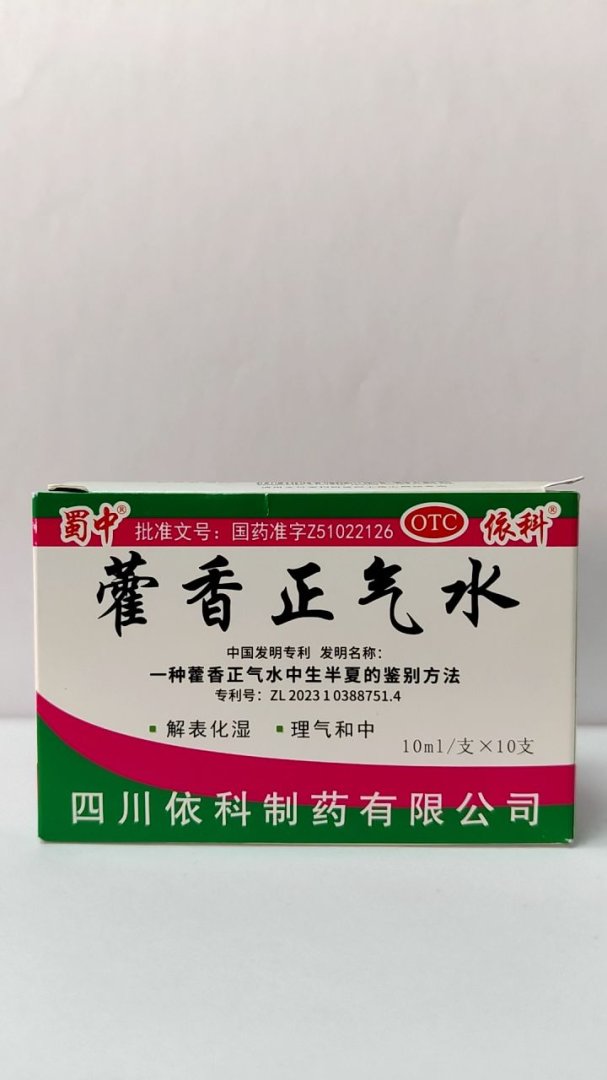 蜀中® 批准文号：国药准字Z51022126 OTC 依科®
藿香正气水
中国发明专利 发明名称：
一种藿香正气水中生半夏的鉴别方法
专利号：ZL 2023 1 0388751.4
▪ 解表化湿 ▪ 理气和中
10ml/支×10支
四川依科制药有限公司